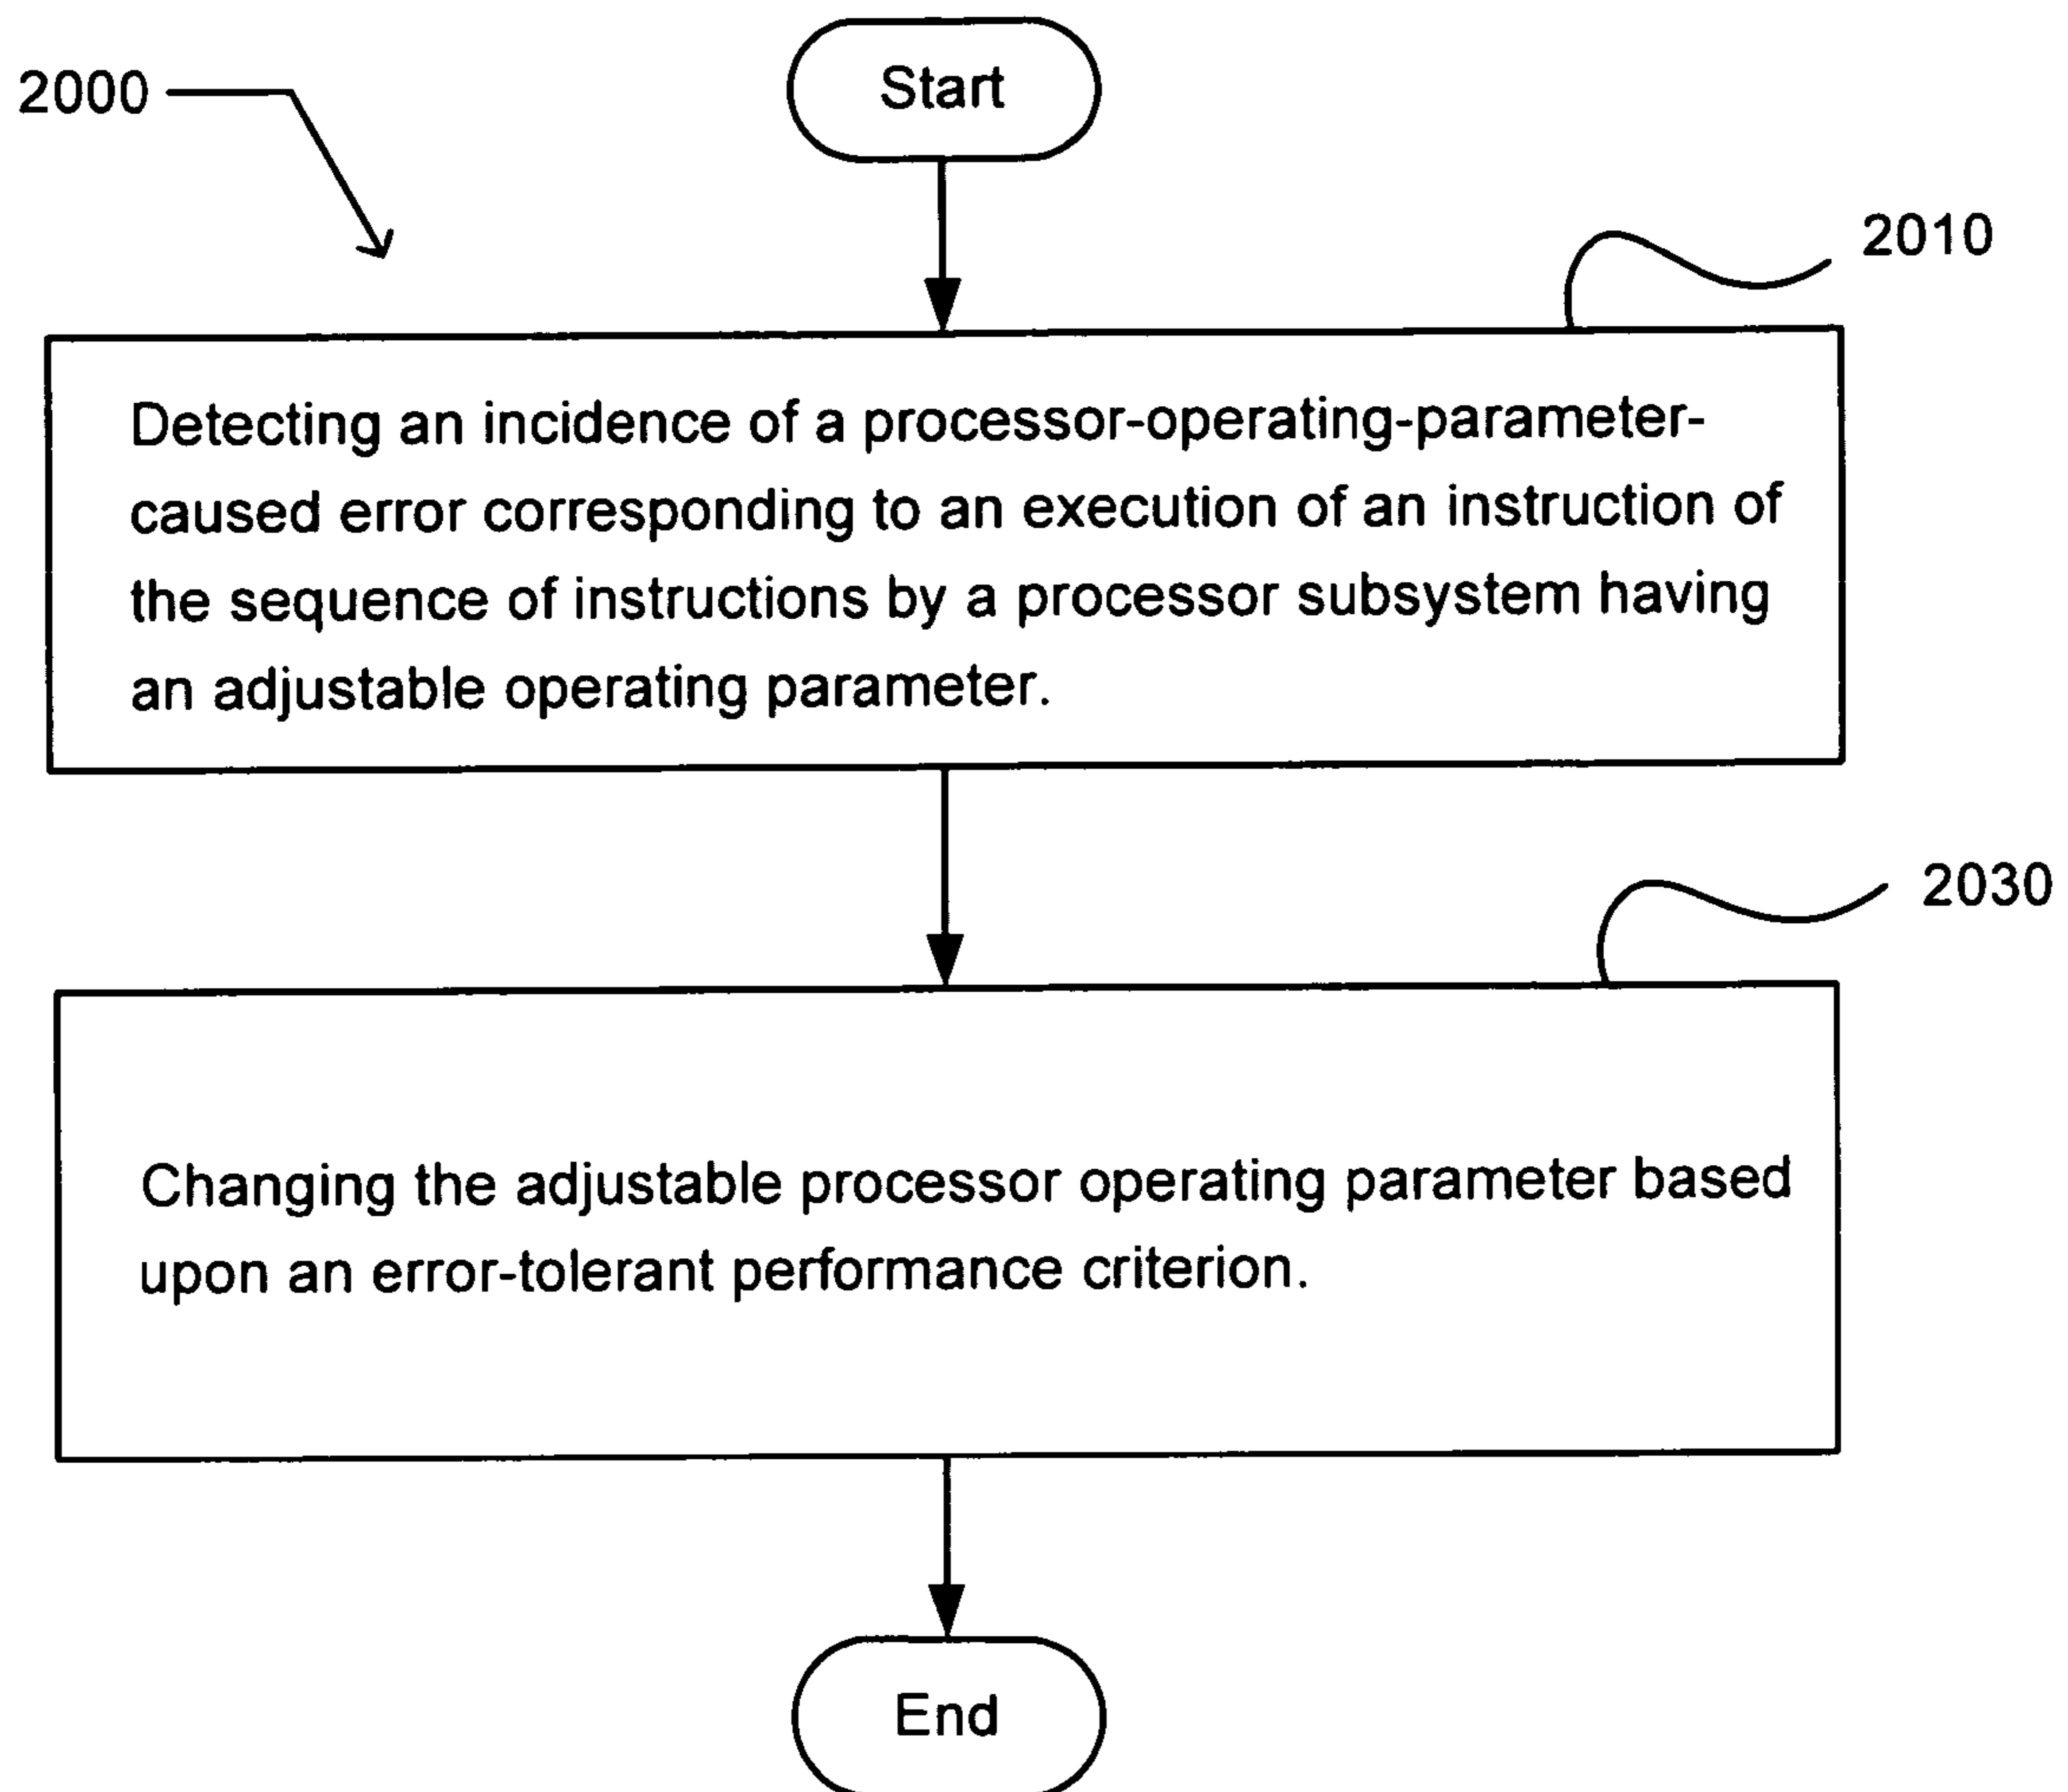 Start
2000
2010
Detecting an incidence of a processor-operating-parameter-
caused error corresponding to an execution of an instruction of
the sequence of instructions by a processor subsystem having
an adjustable operating parameter.
2030
Changing the adjustable processor operating parameter based
upon an error-tolerant performance criterion.
End